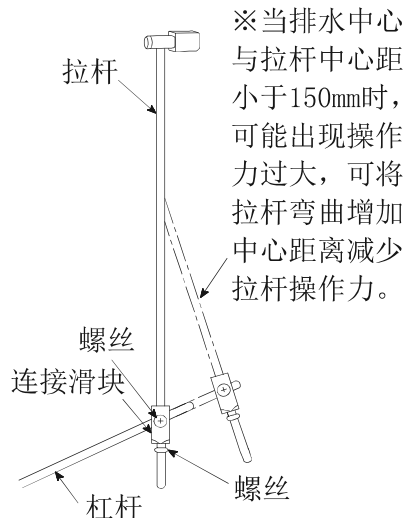 ※当排水中心
与拉杆中心距
小于150mm时，
可能出现操作
力过大，可将
拉杆弯曲增加
中心距离减少
拉杆操作力。
拉杆
螺丝
连接滑块
螺丝
杠杆